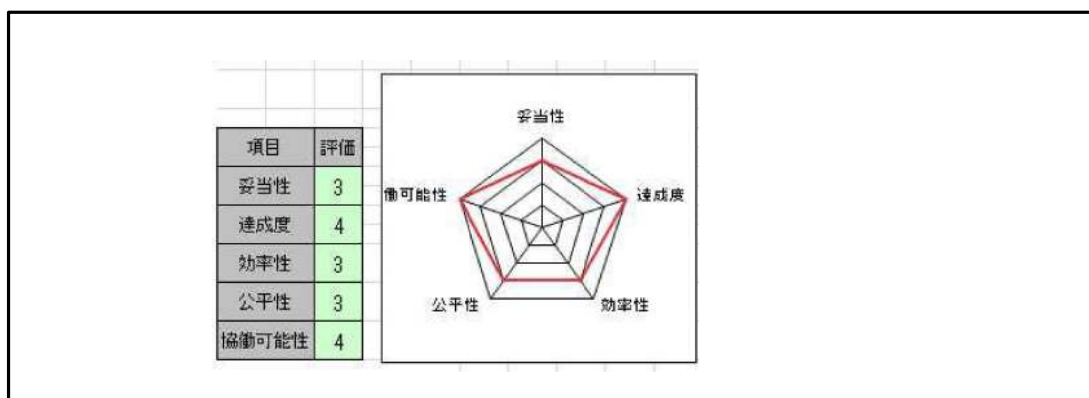 項目 評価
妥当性 3
達成度 4
効率性 3
公平性 3
協働可能性 4
妥当性
働可能性
達成度
公平性
効率性